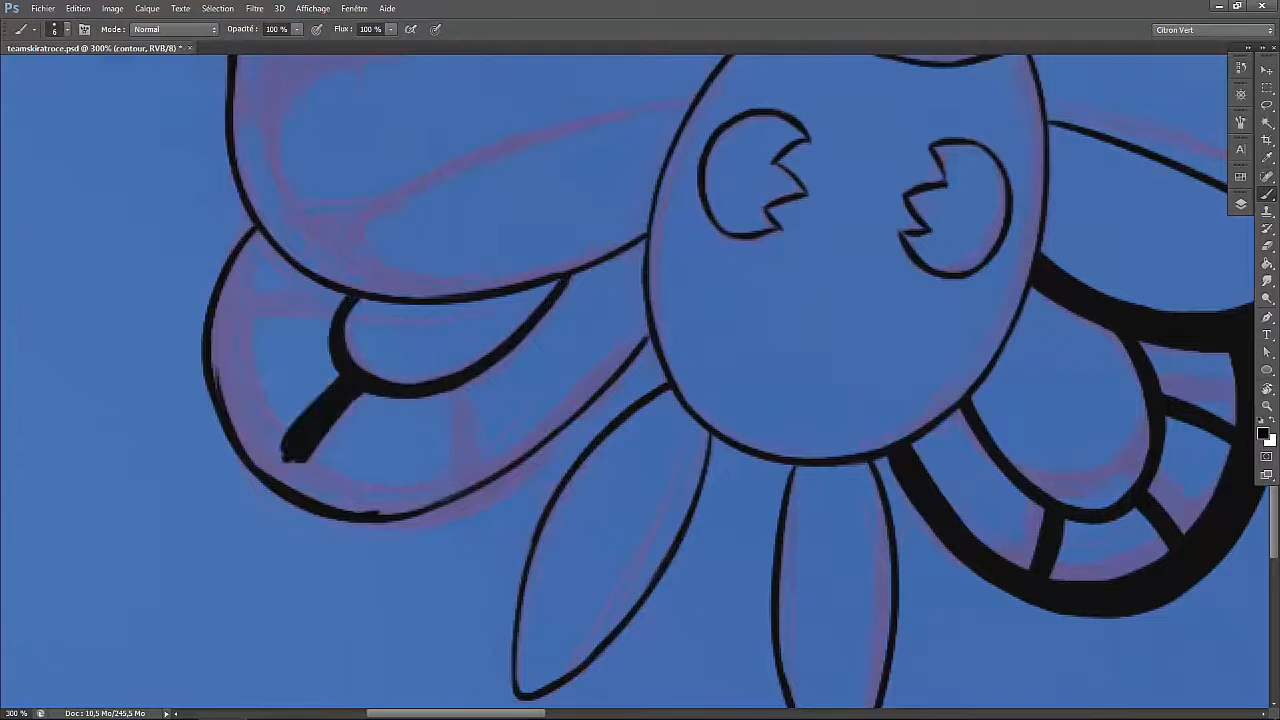 Ps Fichier Edition Image Calque Texte Sélection Filtre 3D Affichage Fenêtre Aide
6 Mode : Normal Opacité : 100 % Flux : 100 % Citron Vert
teamskiratroce.psd @ 300% (contour, RVB/8) * ×
300 % Doc : 10,5 Mo/245,5 Mo